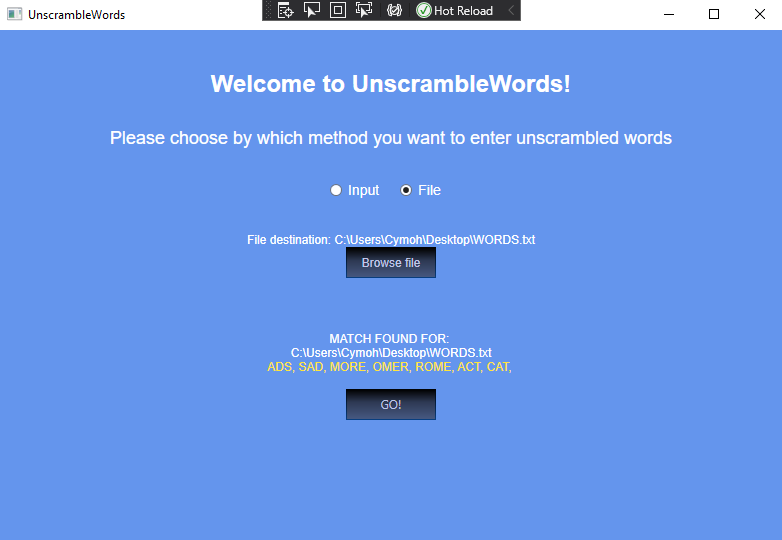 UnscrambleWords
Hot Reload
Welcome to UnscrambleWords!
Please choose by which method you want to enter unscrambled words
Input File
File destination: C:\Users\Cymoh\Desktop\WORDS.txt
Browse file
MATCH FOUND FOR:
C:\Users\Cymoh\Desktop\WORDS.txt
ADS, SAD, MORE, OMER, ROME, ACT, CAT,
GO!